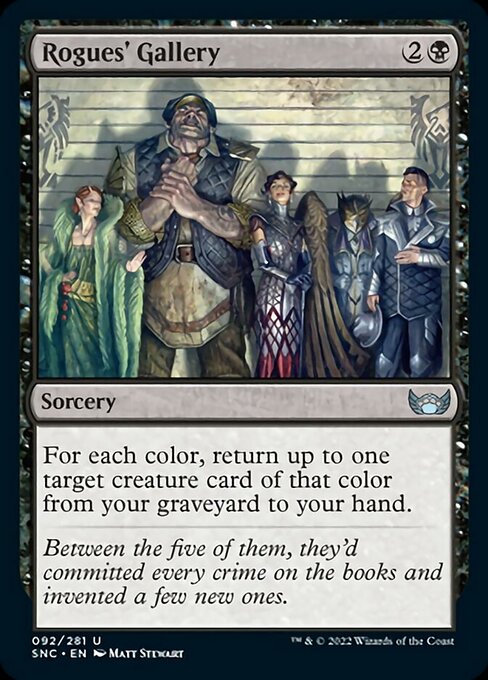 Rogues' Gallery 2
Sorcery
For each color, return up to one
target creature card of that color
from your graveyard to your hand.
Between the five of them, they'd
committed every crime on the books and
invented a few new ones.
092/281 U
SNC • EN Matt Stewart
™ & © 2022 Wizards of the Coast